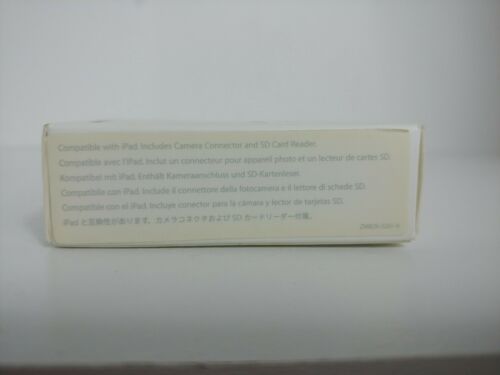 Compatible with iPad. Includes Camera Connector and SD Card Reader.
Compatible avec l'iPad. Inclut un connecteur pour appareil photo et un lecteur de cartes SD.
Kompatibel mit iPad. Enthält Kameraanschluss und SD-Kartenleser.
Compatibile con iPad. Include il connettore della fotocamera e il lettore di schede SD.
Compatible con el iPad. Incluye conector para la cámara y lector de tarjetas SD.
iPad と互換性があります。カメラコネクタおよび SD カードリーダー付属。